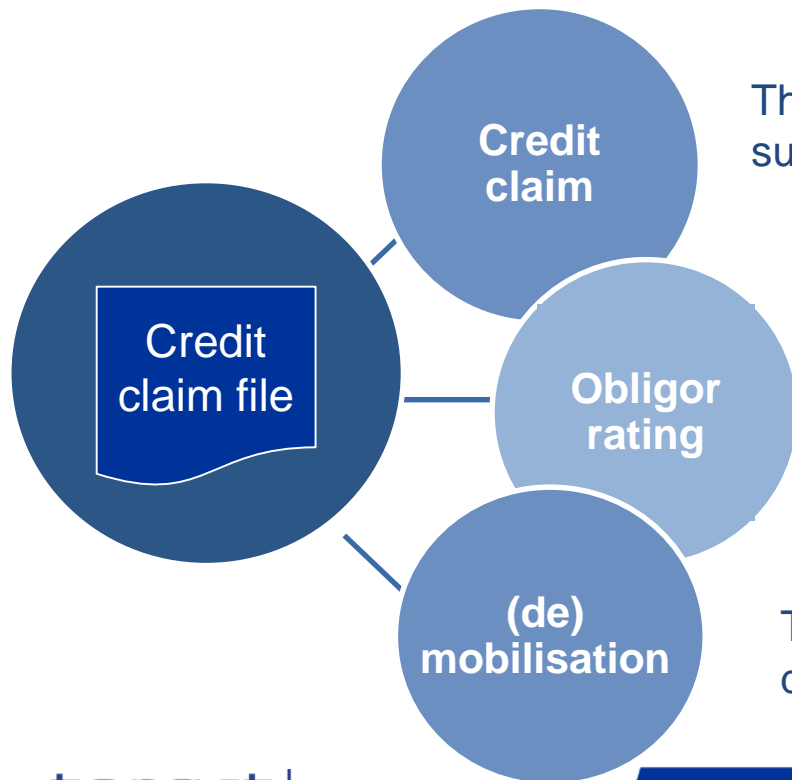 Credit
claim
Credit
claim file
Obligor
rating
(de)
mobilisation